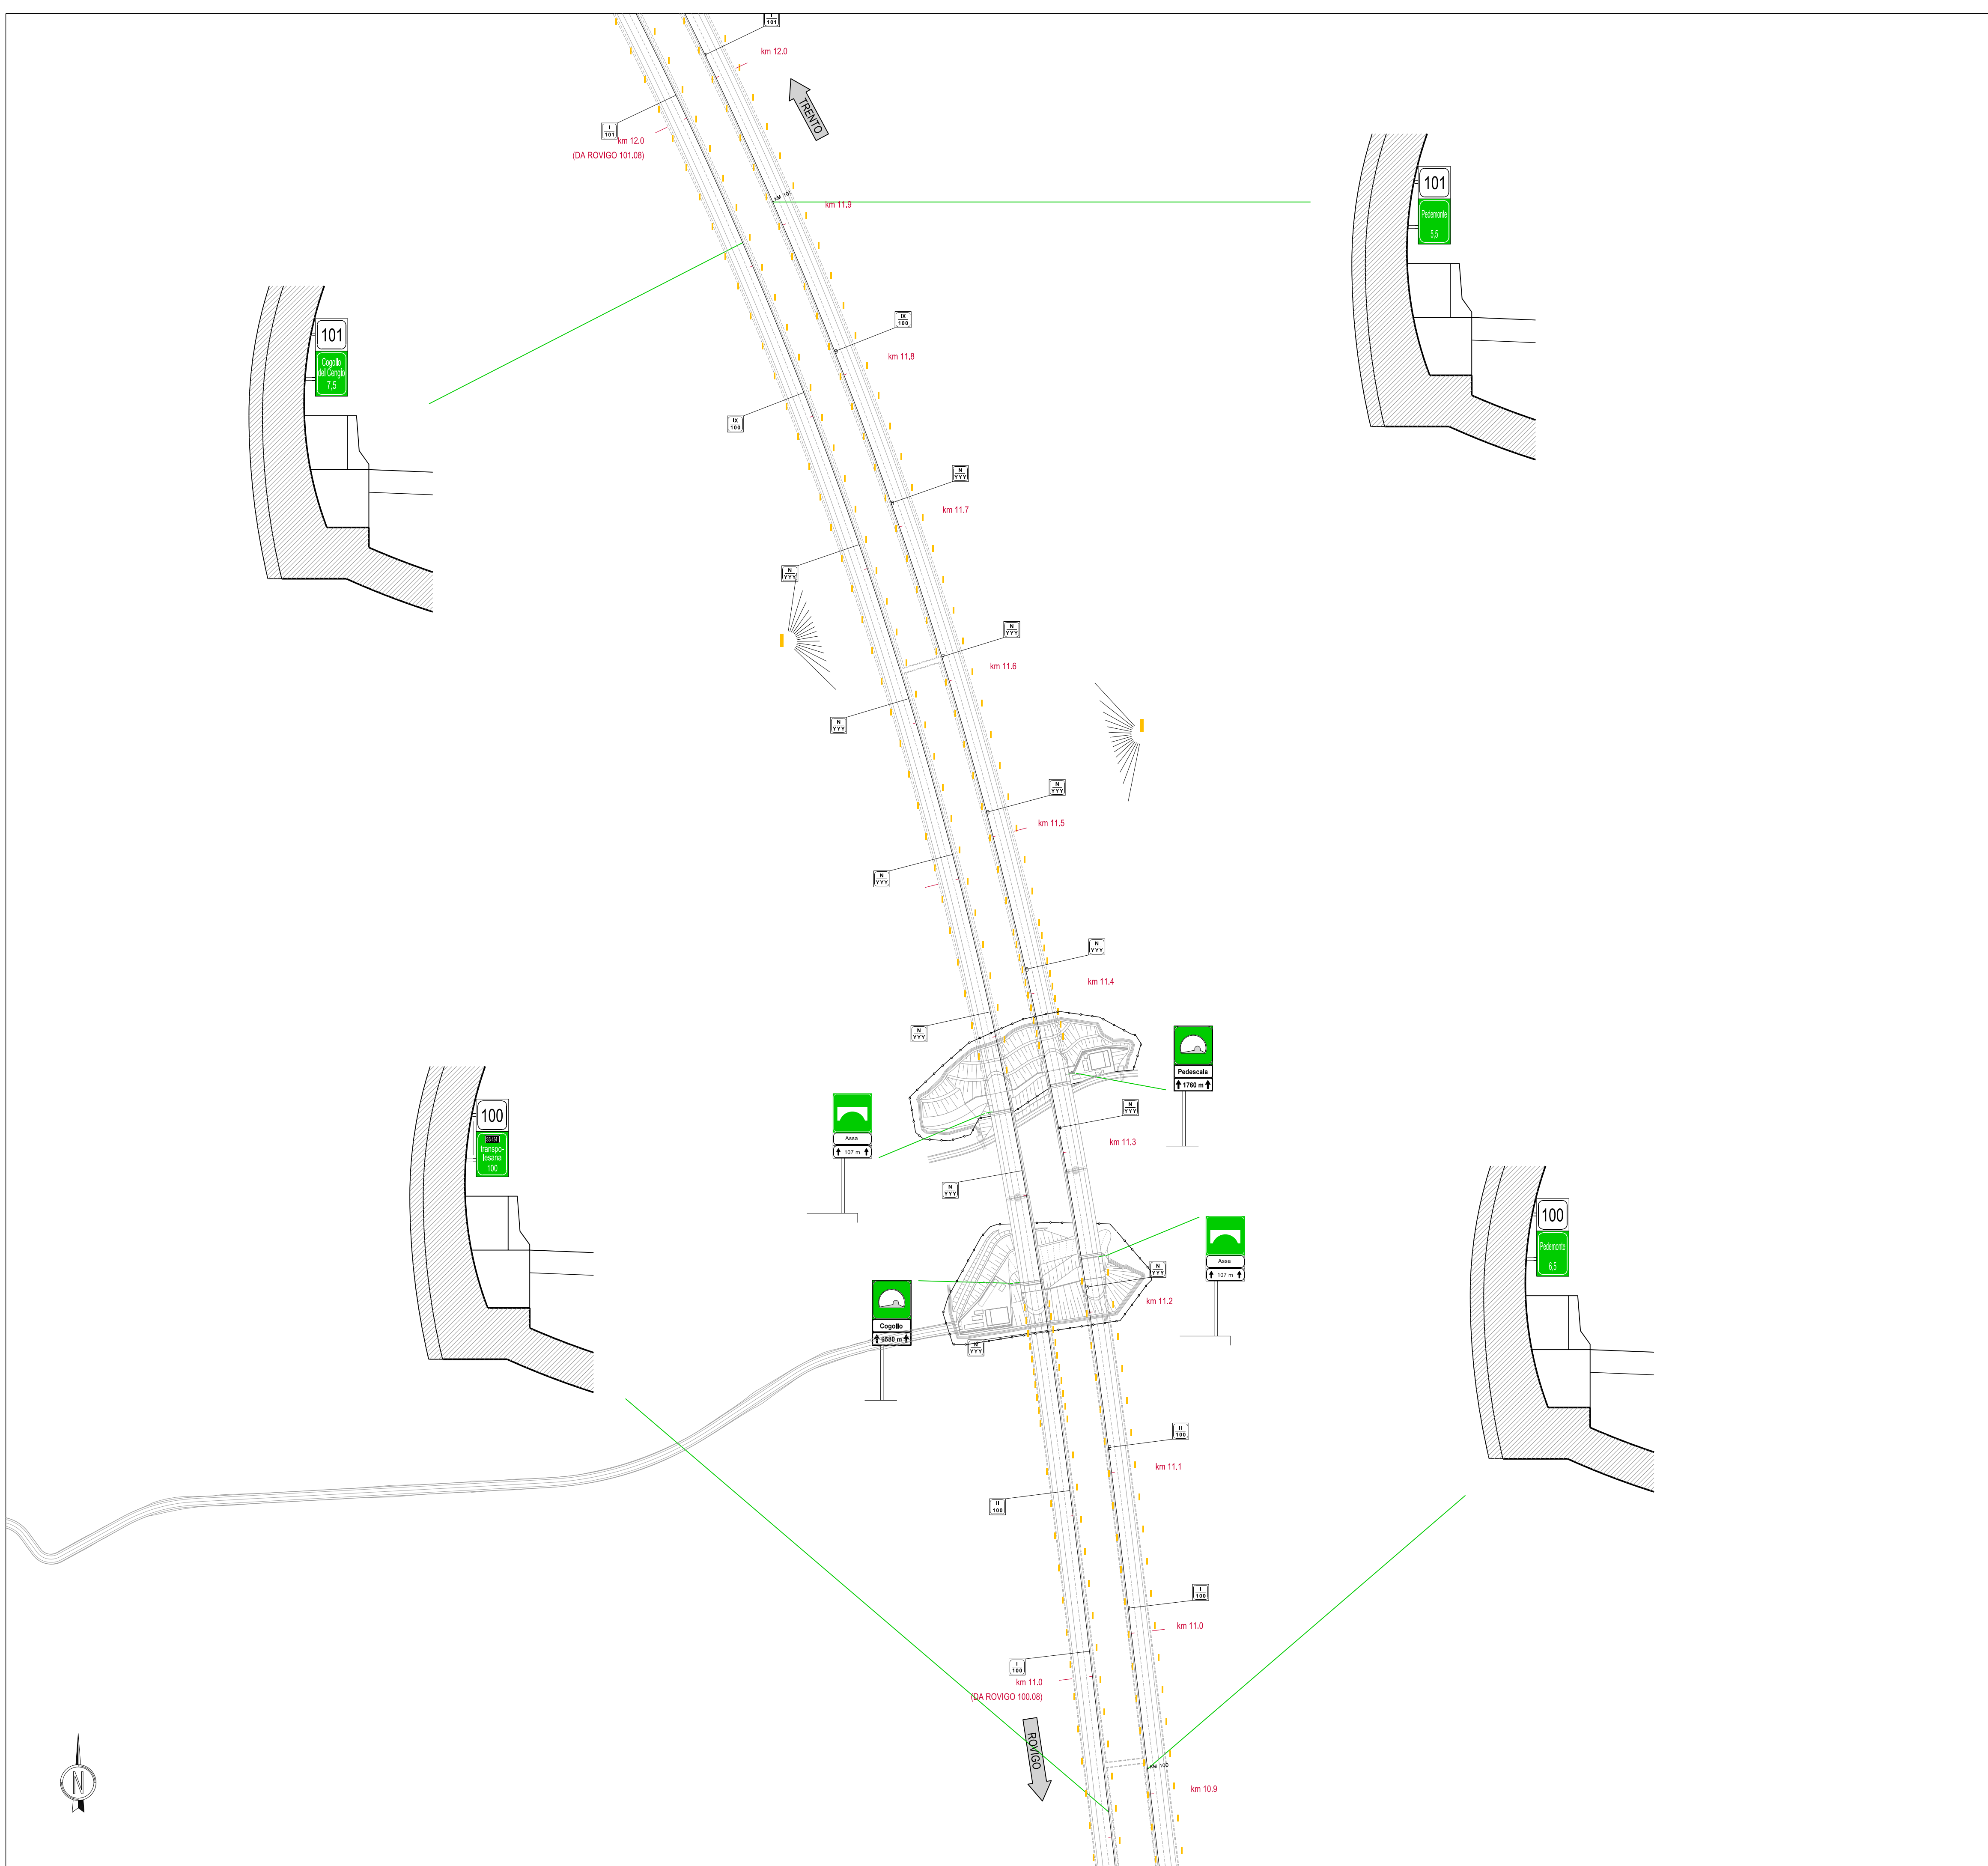 I
101
km 12.0
TRENTO
I
101
km 12.0
(DA ROVIGO 101.08)
101
Pedemonte
5,5
KM 101
km 11.9
101
Cogollo
dell Cengio
7,5
IX
100
km 11.8
IX
100
N
YYY
km 11.7
N
YYY
N
YYY
km 11.6
N
YYY
N
YYY
km 11.5
N
YYY
N
YYY
km 11.4
N
YYY
Pedescala
1760 m
Assa
107 m
N
YYY
km 11.3
100
SS 434
transpo-
lesana
100
N
YYY
100
Pedemonte
6,5
Assa
107 m
N
YYY
km 11.2
Cogollo
6580 m
N
YYY
II
100
km 11.1
II
100
I
100
km 11.0
I
100
km 11.0
(DA ROVIGO 100.08)
ROVIGO
KM 100
km 10.9
N